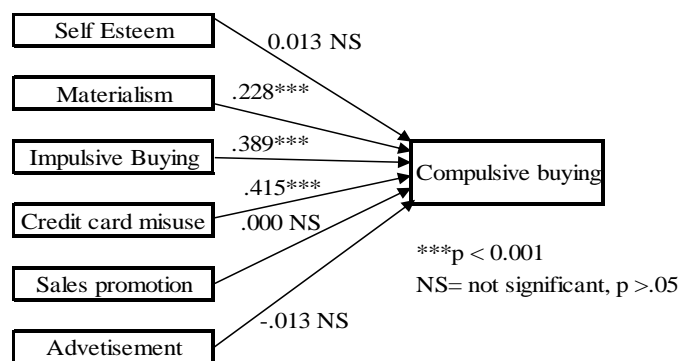 Self Esteem
0.013 NS
Materialism
.228***
Impulsive Buying
.389***
Compulsive buying
.415***
Credit card misuse
.000 NS
***p < 0.001
Sales promotion
NS= not significant, p >.05
-.013 NS
Advetisement